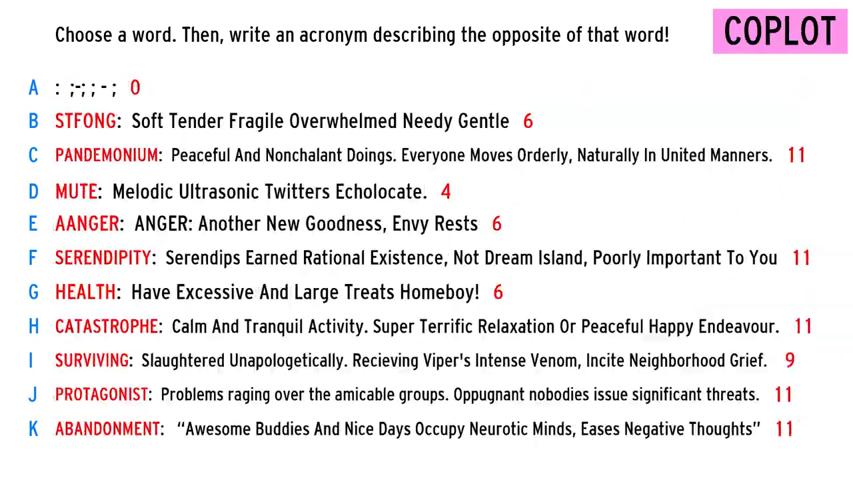 Choose a word. Then, write an acronym describing the opposite of that word!
COPLOT
A : ;-; ; - ; 0
B STFONG: Soft Tender Fragile Overwhelmed Needy Gentle 6
C PANDEMONIUM: Peaceful And Nonchalant Doings. Everyone Moves Orderly, Naturally In United Manners. 11
D MUTE: Melodic Ultrasonic Twitters Echolocate. 4
E AANGER: ANGER: Another New Goodness, Envy Rests 6
F SERENDIPITY: Serendips Earned Rational Existence, Not Dream Island, Poorly Important To You 11
G HEALTH: Have Excessive And Large Treats Homeboy! 6
H CATASTROPHE: Calm And Tranquil Activity. Super Terrific Relaxation Or Peaceful Happy Endeavour. 11
I SURVIVING: Slaughtered Unapologetically. Recieving Viper's Intense Venom, Incite Neighborhood Grief. 9
J PROTAGONIST: Problems raging over the amicable groups. Oppugnant nobodies issue significant threats. 11
K ABANDONMENT: “Awesome Buddies And Nice Days Occupy Neurotic Minds, Eases Negative Thoughts” 11